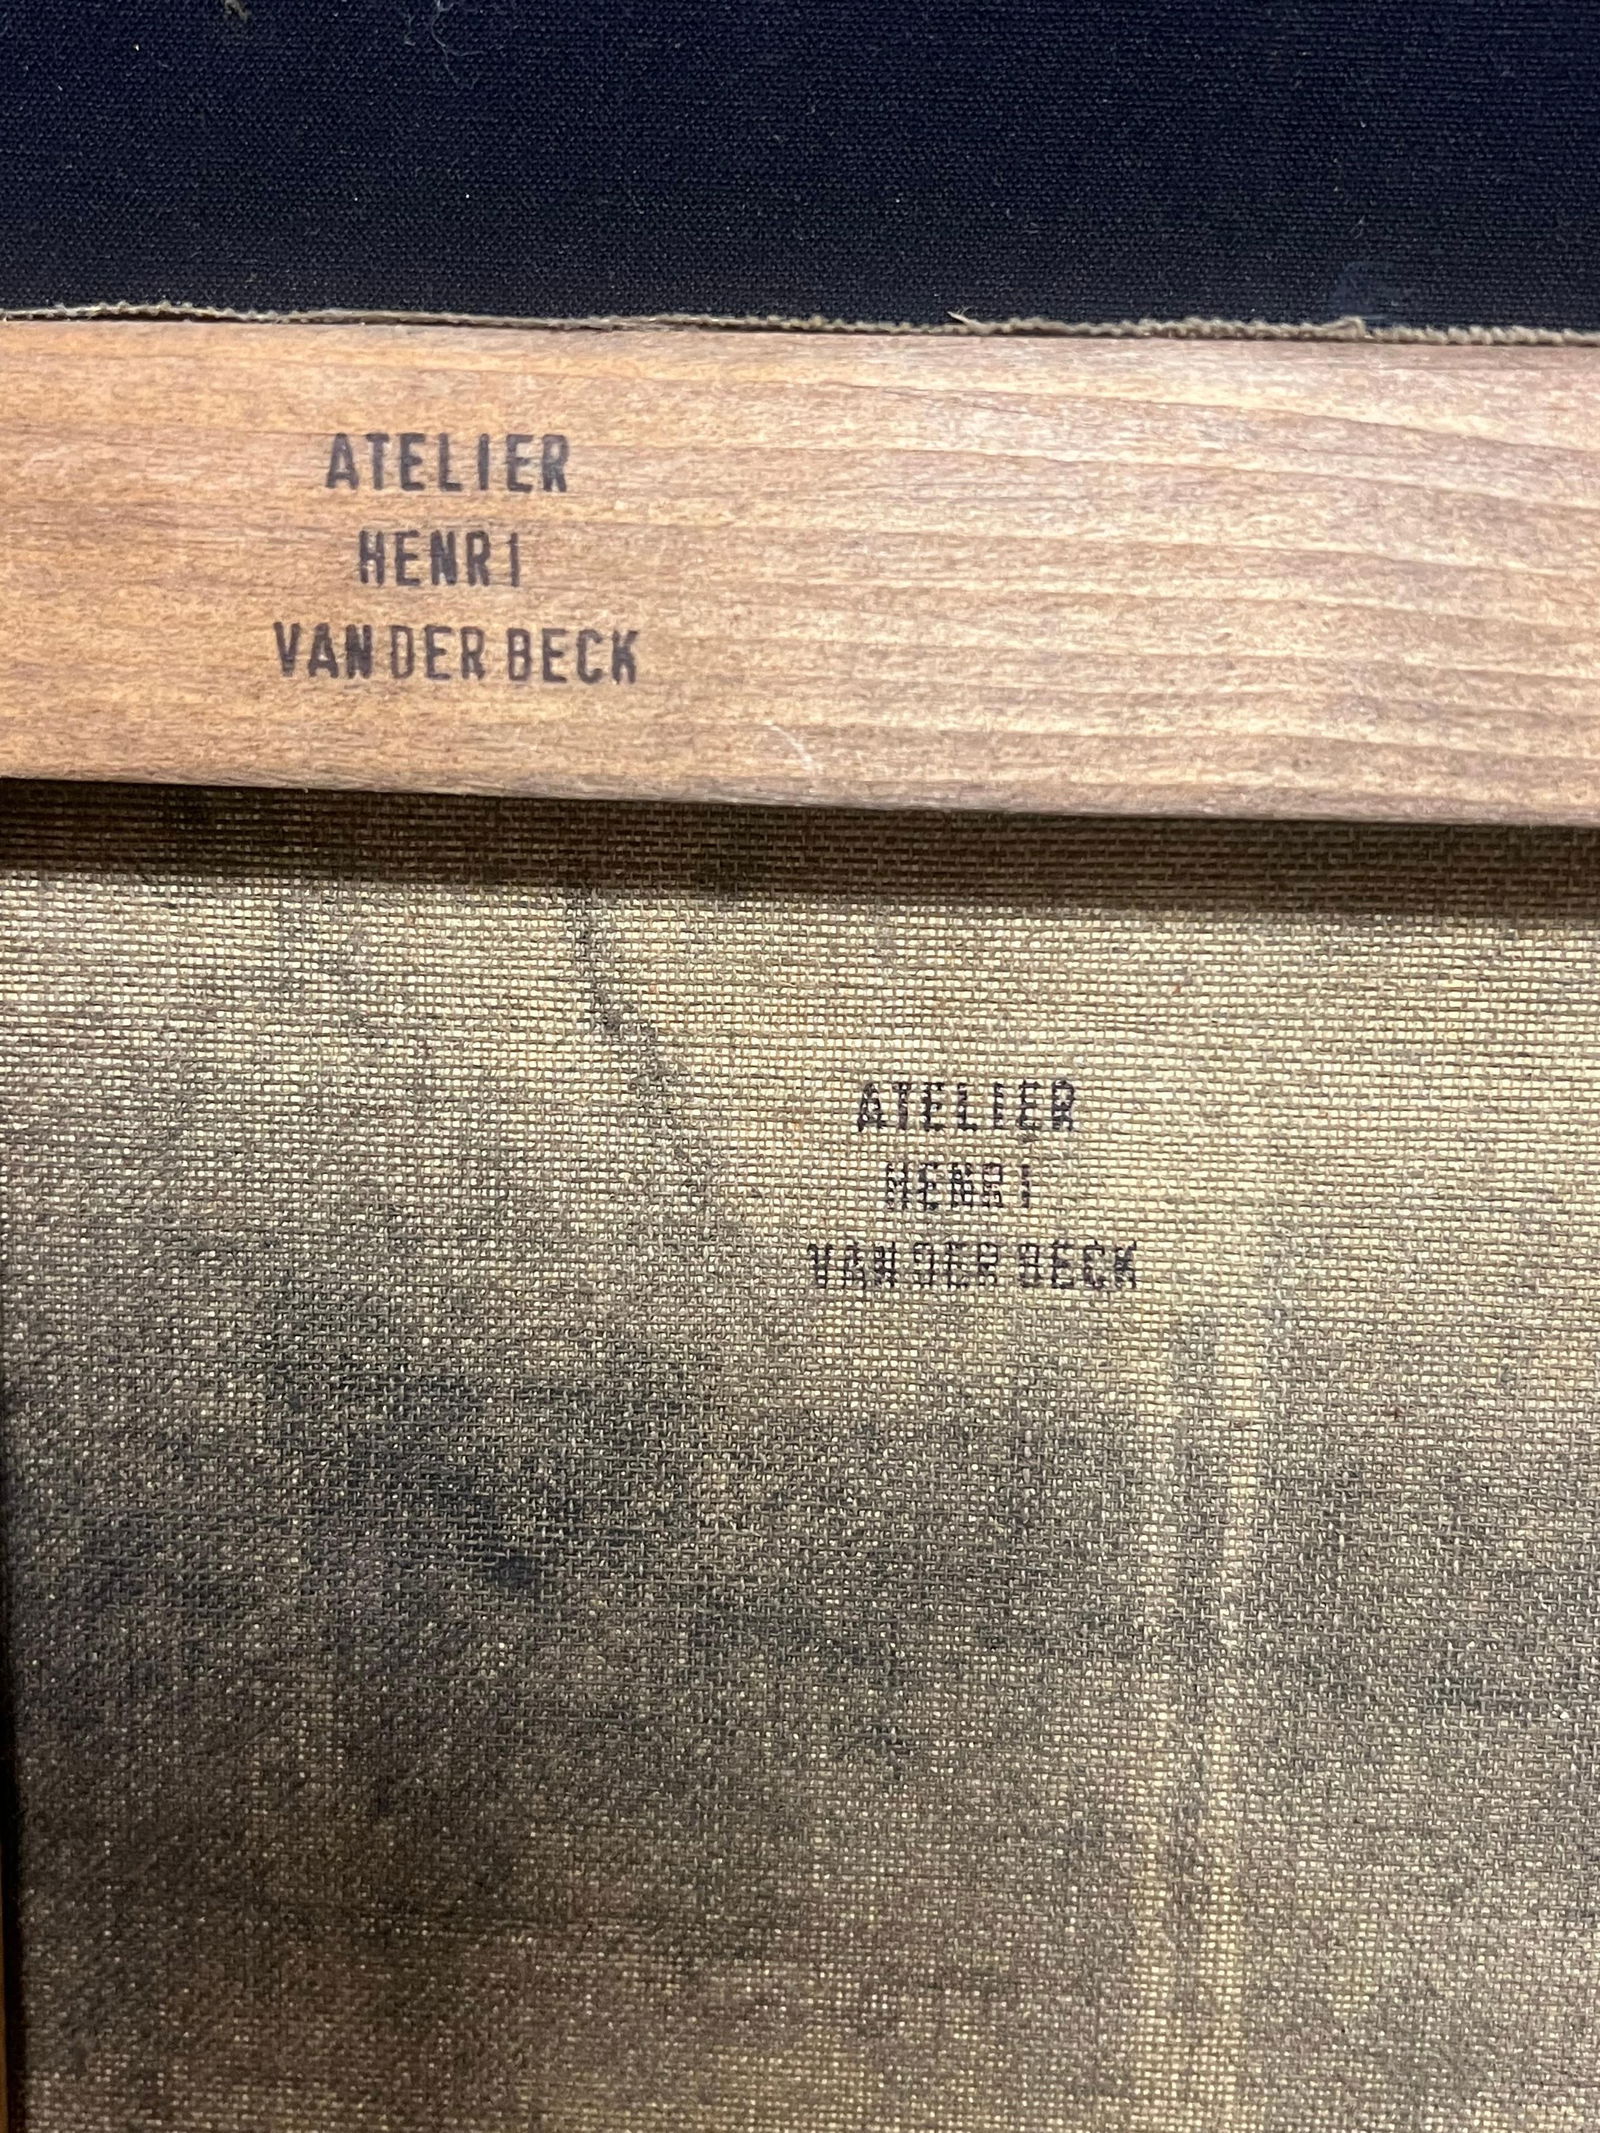 ATELIER
HENRI
VAN DER BECK
ATELIER
HENRI
VAN DER BECK